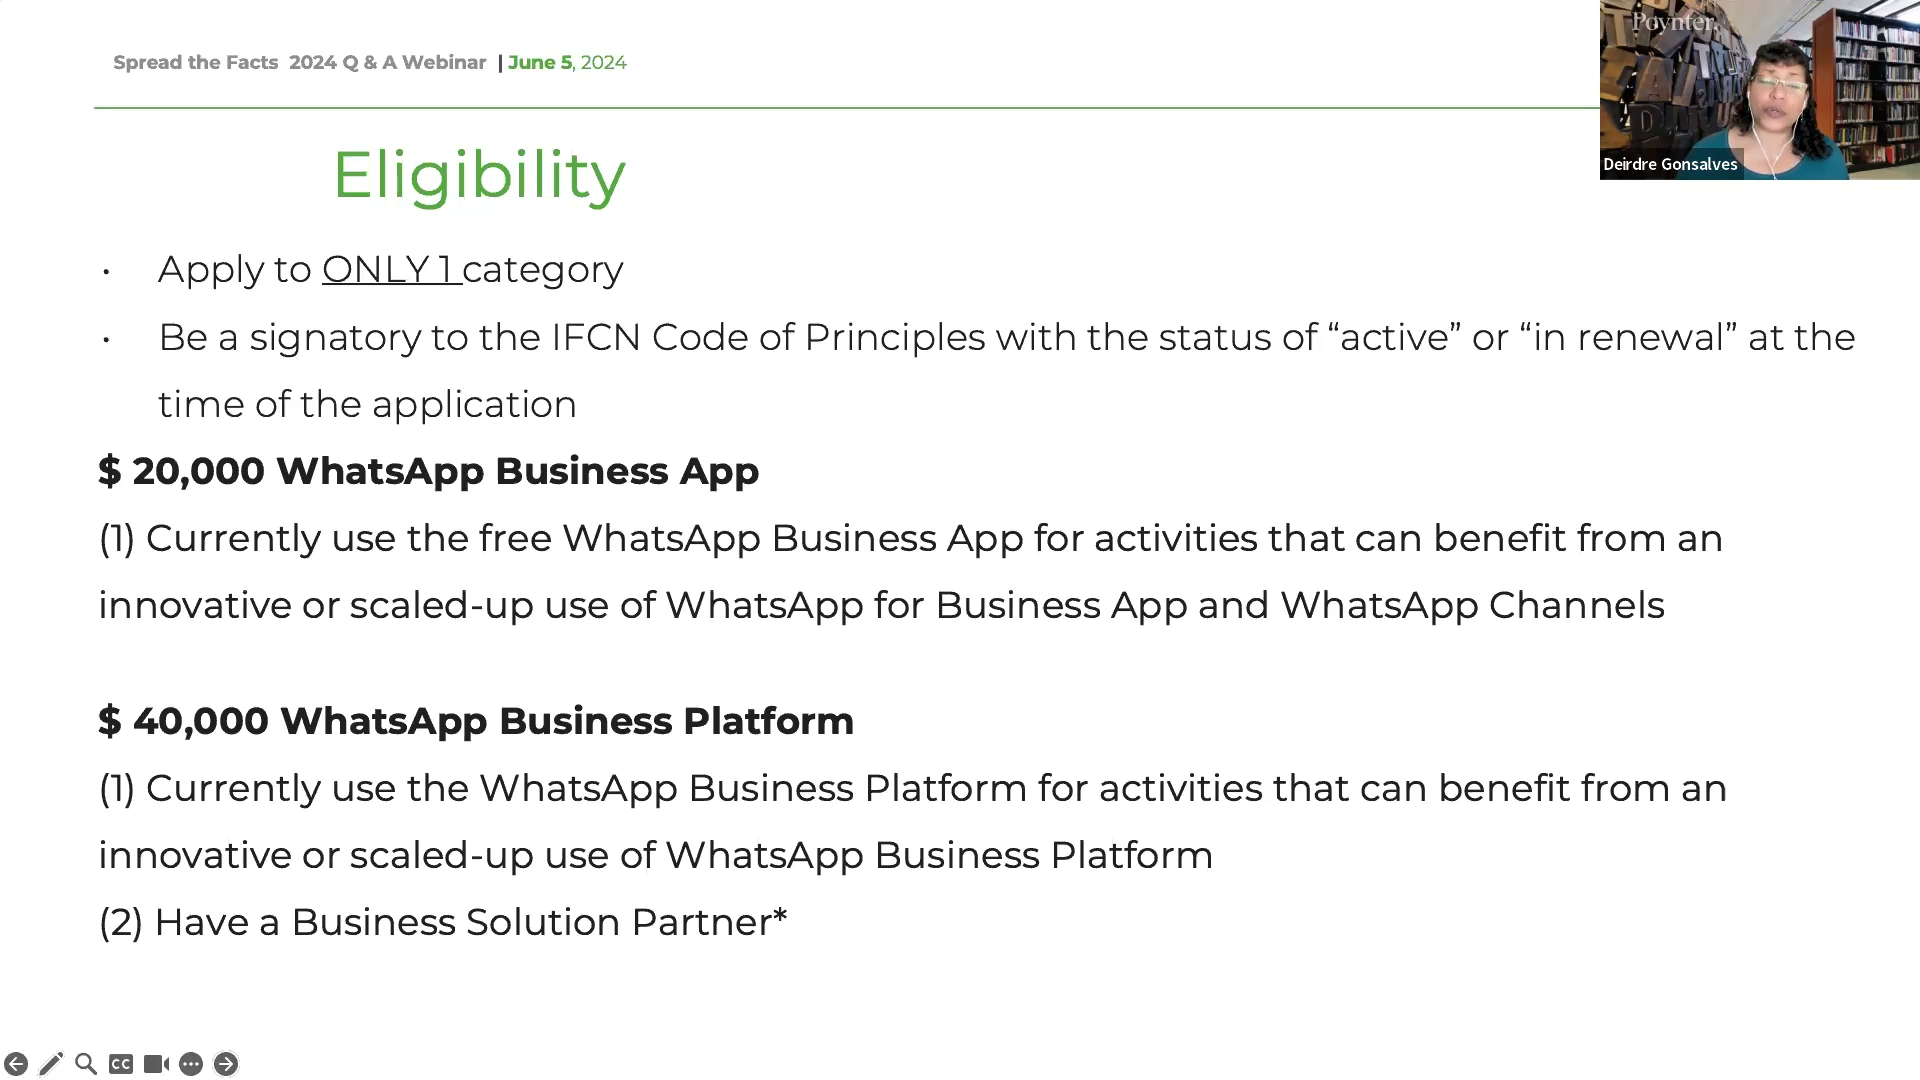 Spread the Facts 2024 Q & A Webinar | June 5, 2024
Poynter.
Deirdre Gonsalves
Eligibility
· Apply to ONLY 1 category
· Be a signatory to the IFCN Code of Principles with the status of “active” or “in renewal” at the
time of the application
$ 20,000 WhatsApp Business App
(1) Currently use the free WhatsApp Business App for activities that can benefit from an
innovative or scaled-up use of WhatsApp for Business App and WhatsApp Channels
$ 40,000 WhatsApp Business Platform
(1) Currently use the WhatsApp Business Platform for activities that can benefit from an
innovative or scaled-up use of WhatsApp Business Platform
(2) Have a Business Solution Partner*
CC